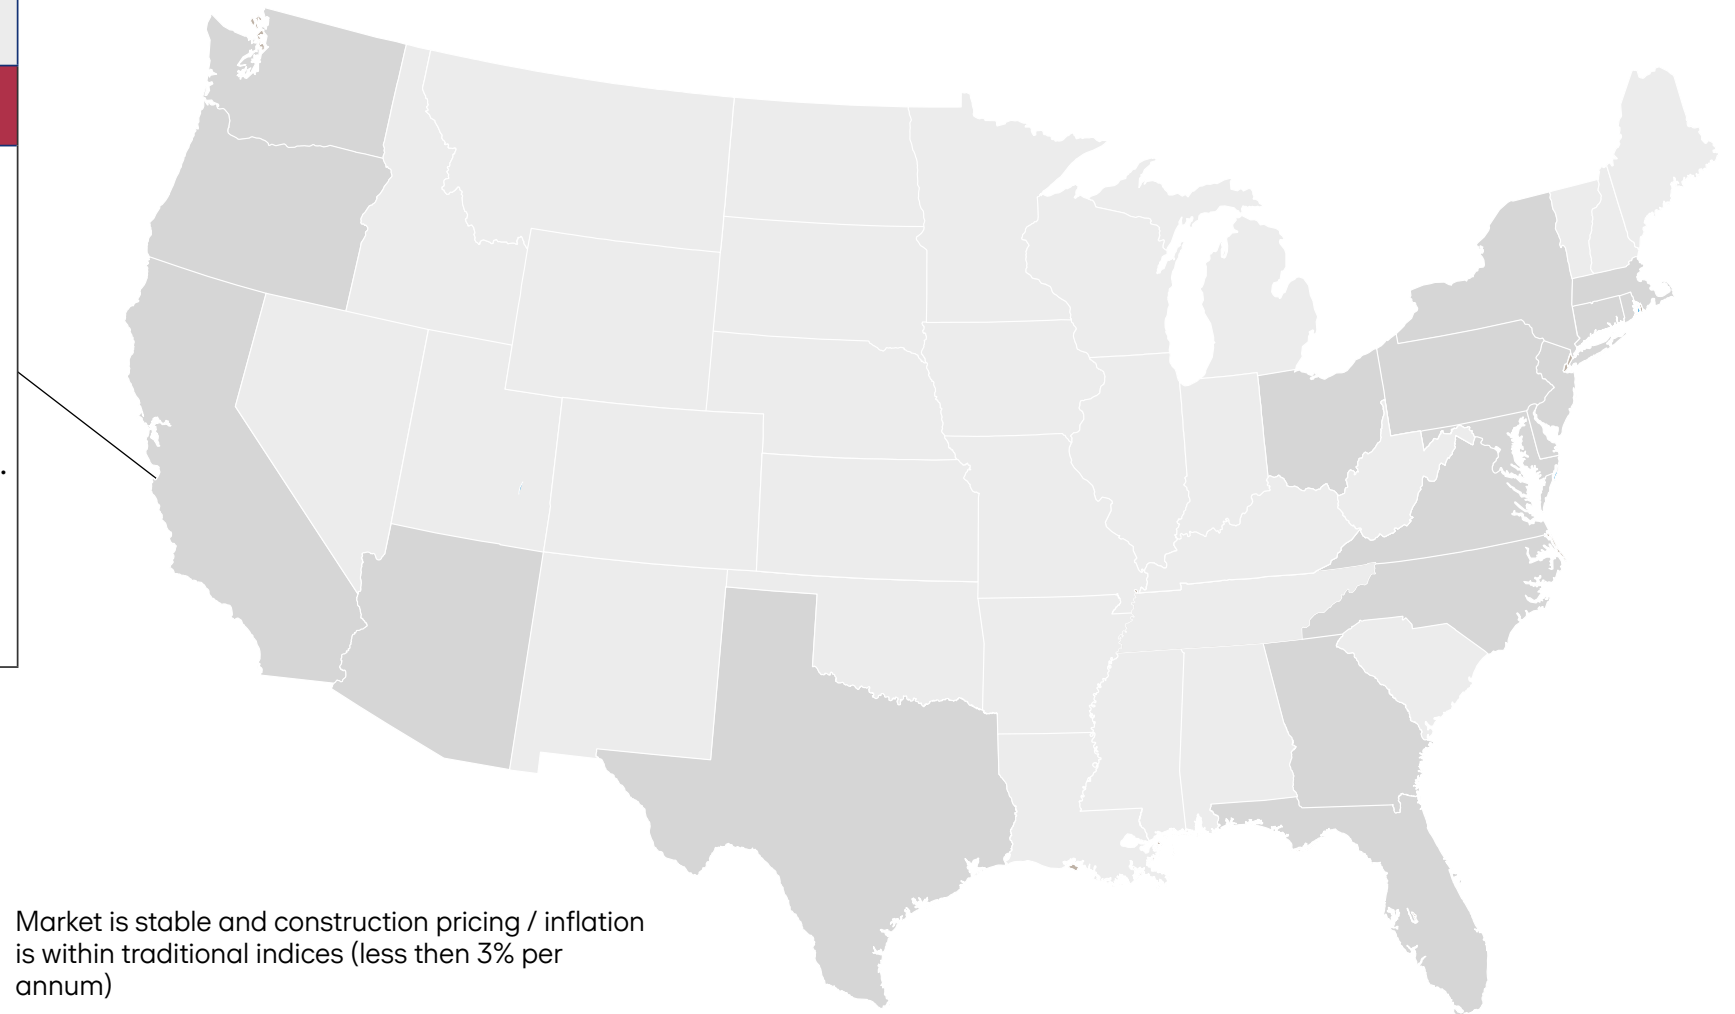 .
Market is stable and construction pricing / inflation
is within traditional indices (less then 3% per
annum)